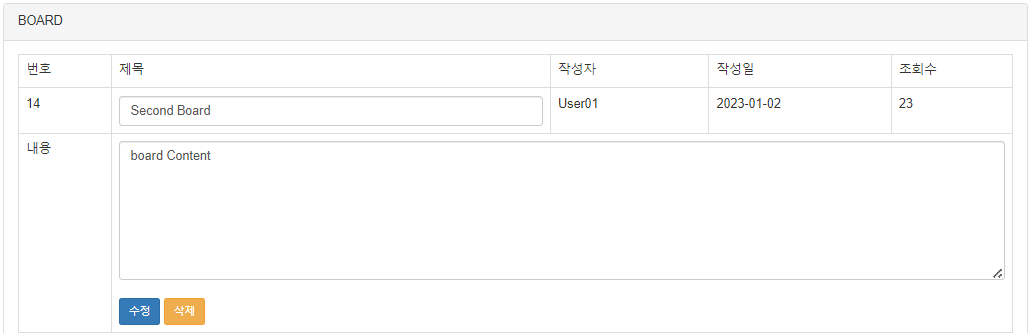 BOARD
번호 제목 작성자 작성일 조회수
14 Second Board User01 2023-01-02 23
내용 board Content
수정 삭제